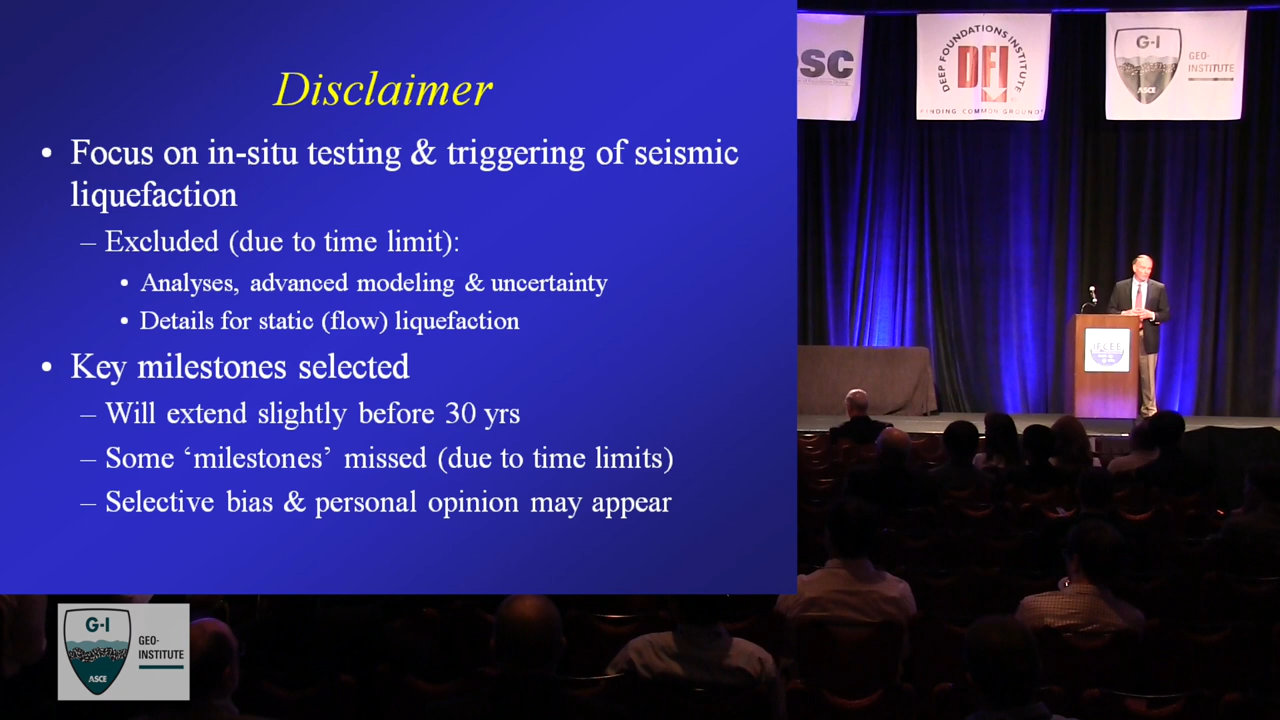 Disclaimer
• Focus on in-situ testing & triggering of seismic
liquefaction
– Excluded (due to time limit):
• Analyses, advanced modeling & uncertainty
• Details for static (flow) liquefaction
• Key milestones selected
– Will extend slightly before 30 yrs
– Some ‘milestones’ missed (due to time limits)
– Selective bias & personal opinion may appear
SC
DEEP FOUNDATIONS INSTITUTE
DFI
FINDING COMMON GROUND
G-I
GEO-
INSTITUTE
ASCE
IFCEE
G-I
GEO-
INSTITUTE
ASCE